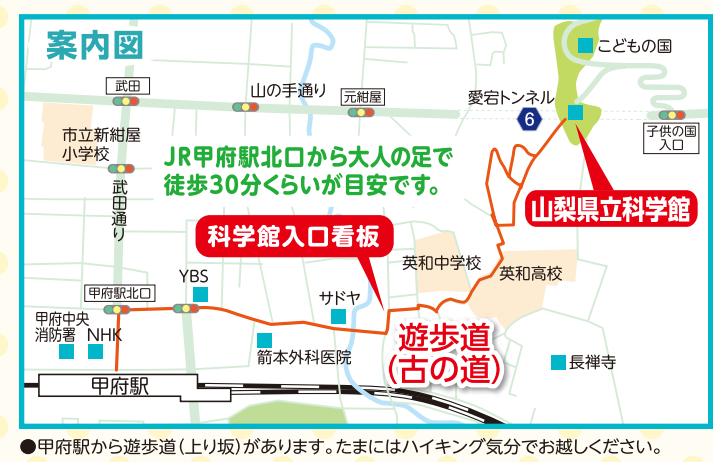 案内図
こどもの国
武田
山の手通り
元紺屋
愛宕トンネル
6
子供の国
入口
市立新紺屋
小学校
JR甲府駅北口から大人の足で
徒歩30分くらいが目安です。
武田通り
山梨県立科学館
科学館入口看板
英和中学校
英和高校
YBS
甲府駅北口
サドヤ
甲府中央
消防署
NHK
箭本外科医院
遊歩道
(古の道)
長禅寺
甲府駅
●甲府駅から遊歩道(上り坂)があります。たまにはハイキング気分でお越しください。